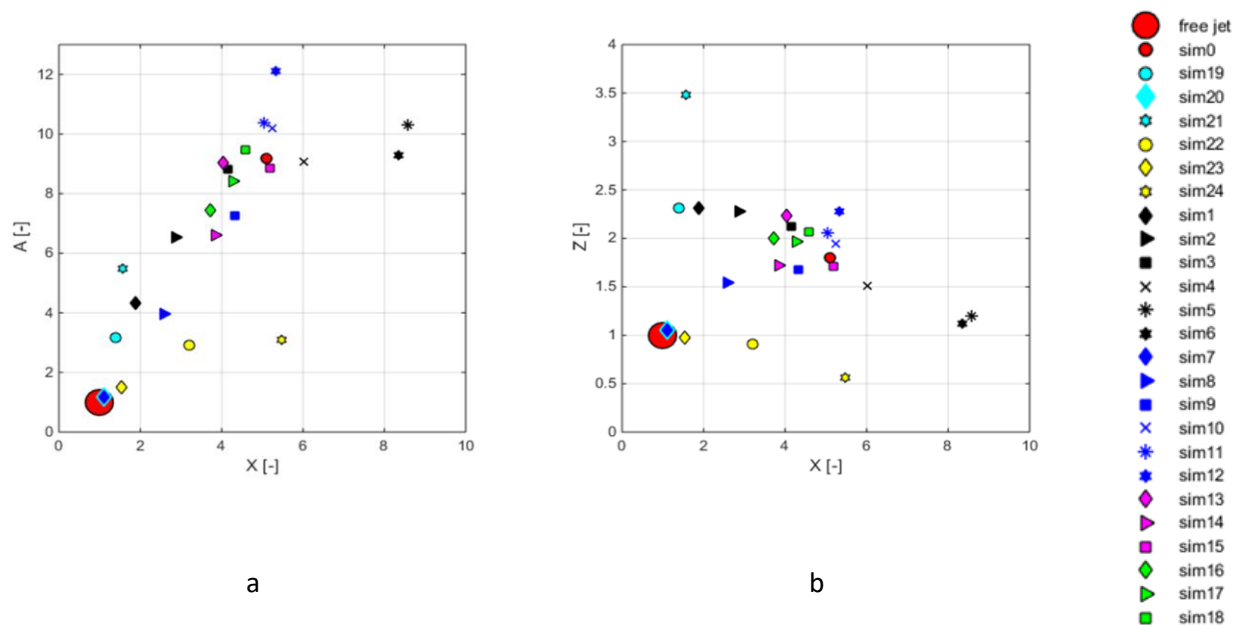 12
10
8
6
4
2
0
A [-]
0 2 4 6 8 10
X [-]
a
4
3.5
3
2.5
2
1.5
1
0.5
0
Z [-]
0 2 4 6 8 10
X [-]
b
free jet
sim0
sim19
sim20
sim21
sim22
sim23
sim24
sim1
sim2
sim3
sim4
sim5
sim6
sim7
sim8
sim9
sim10
sim11
sim12
sim13
sim14
sim15
sim16
sim17
sim18